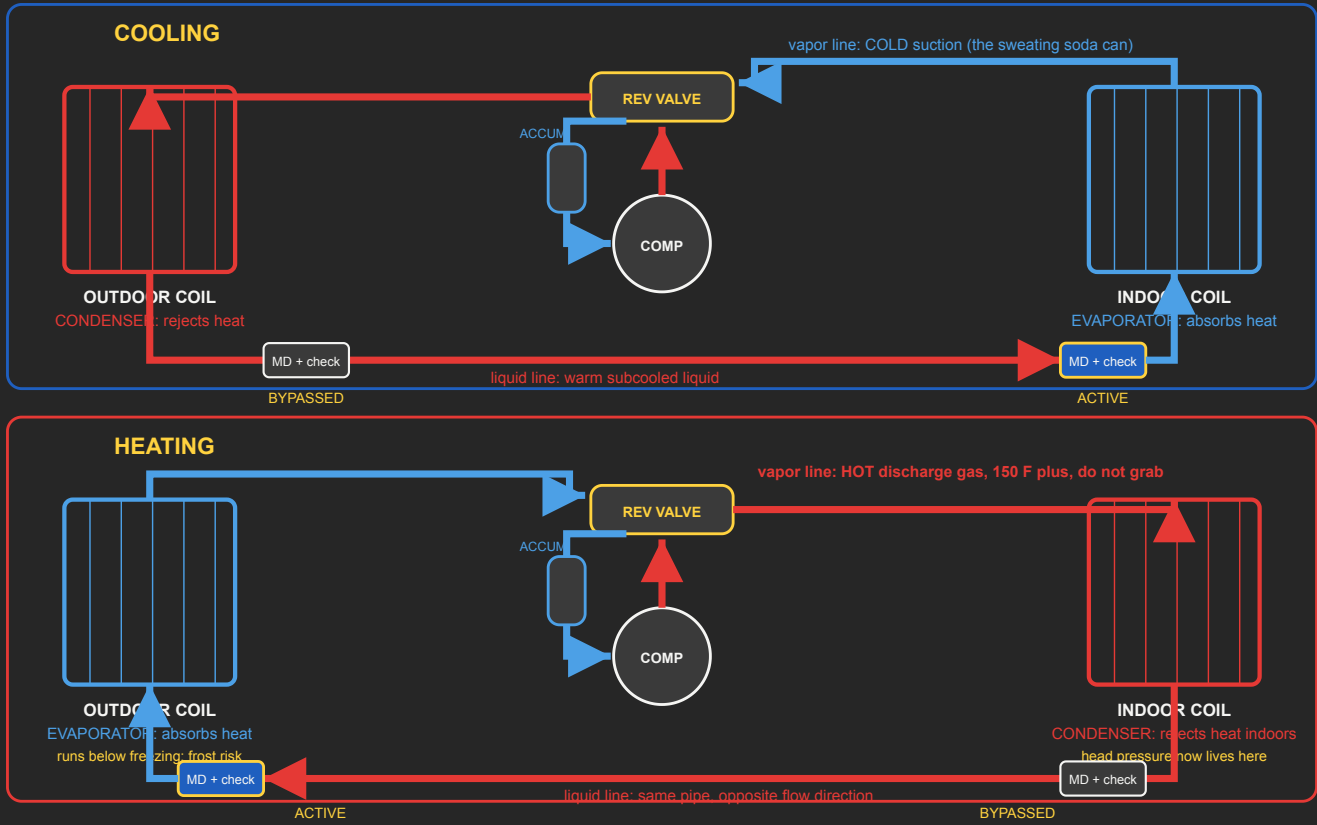 COOLING
vapor line: COLD suction (the sweating soda can)
REV VALVE
ACCUM
COMP
OUTDOOR COIL
CONDENSER: rejects heat
INDOOR COIL
EVAPORATOR: absorbs heat
MD + check
MD + check
liquid line: warm subcooled liquid
BYPASSED
ACTIVE
HEATING
vapor line: HOT discharge gas, 150 F plus, do not grab
REV VALVE
ACCUM
COMP
OUTDOOR COIL
EVAPORATOR: absorbs heat
runs below freezing: frost risk
INDOOR COIL
CONDENSER: rejects heat indoors
head pressure now lives here
MD + check
MD + check
liquid line: same pipe, opposite flow direction
ACTIVE
BYPASSED